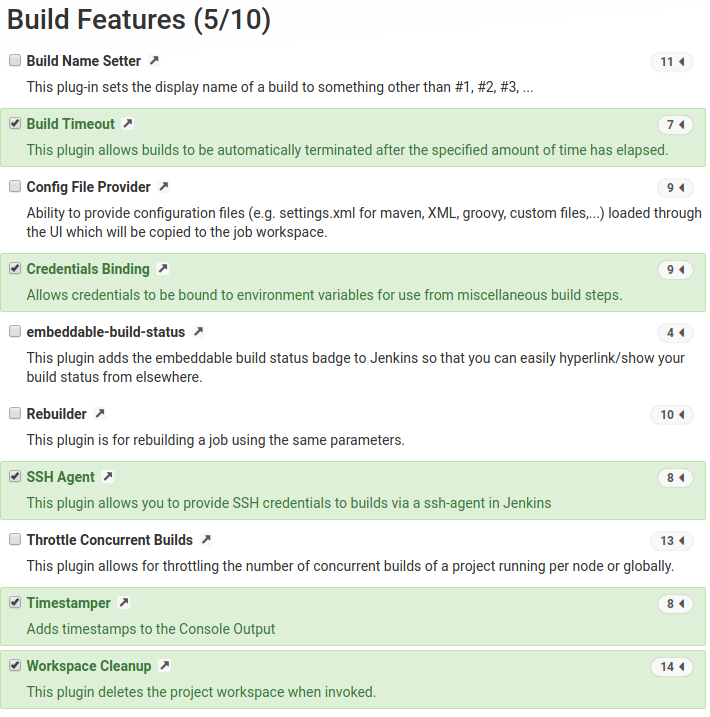 Build Features (5/10)
Build Name Setter
11
This plug-in sets the display name of a build to something other than #1, #2, #3, ...
Build Timeout
7
This plugin allows builds to be automatically terminated after the specified amount of time has elapsed.
Config File Provider
9
Ability to provide configuration files (e.g. settings.xml for maven, XML, groovy, custom files,...) loaded through
the UI which will be copied to the job workspace.
Credentials Binding
9
Allows credentials to be bound to environment variables for use from miscellaneous build steps.
embeddable-build-status
4
This plugin adds the embeddable build status badge to Jenkins so that you can easily hyperlink/show your
build status from elsewhere.
Rebuilder
10
This plugin is for rebuilding a job using the same parameters.
SSH Agent
8
This plugin allows you to provide SSH credentials to builds via a ssh-agent in Jenkins
Throttle Concurrent Builds
13
This plugin allows for throttling the number of concurrent builds of a project running per node or globally.
Timestamper
8
Adds timestamps to the Console Output
Workspace Cleanup
14
This plugin deletes the project workspace when invoked.